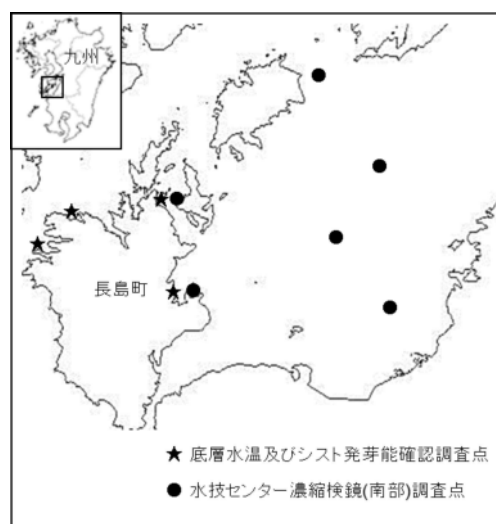 九州
長島町
★ 底層水温及びシスト発芽能確認調査点
● 水技センター濃縮検鏡(南部)調査点